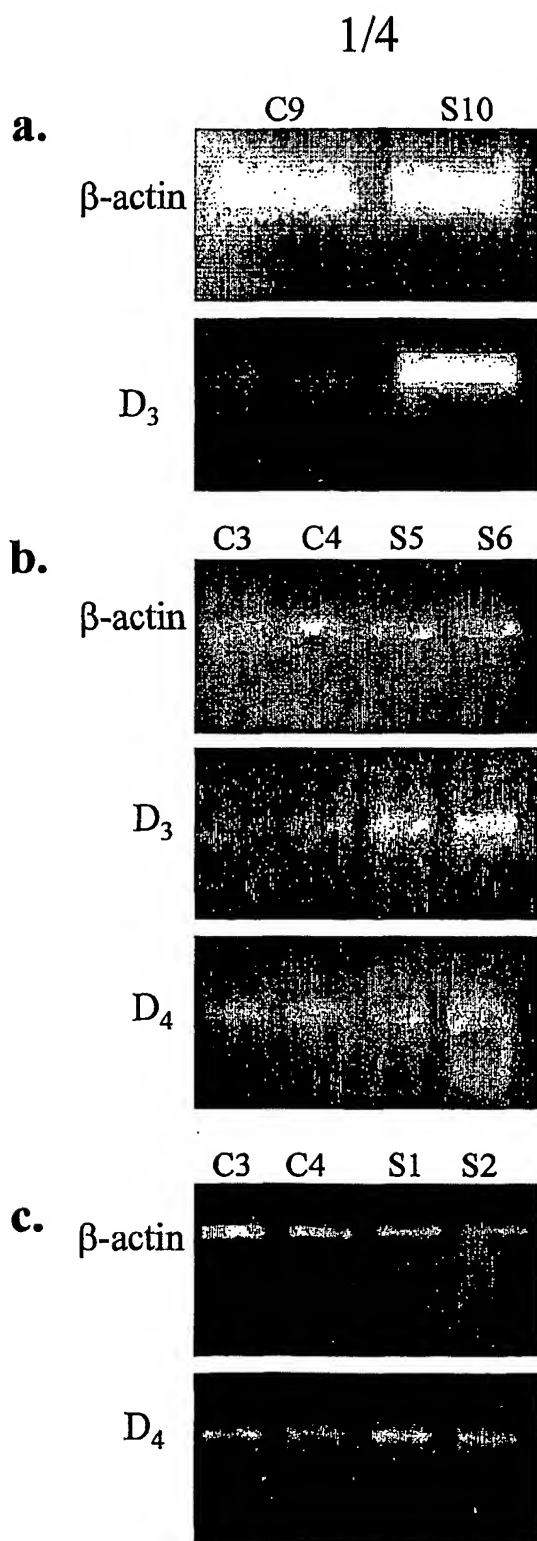 1/4
a.
C9 S10
β-actin
D₃
b.
C3 C4 S5 S6
β-actin
D₃
D₄
c.
C3 C4 S1 S2
β-actin
D₄